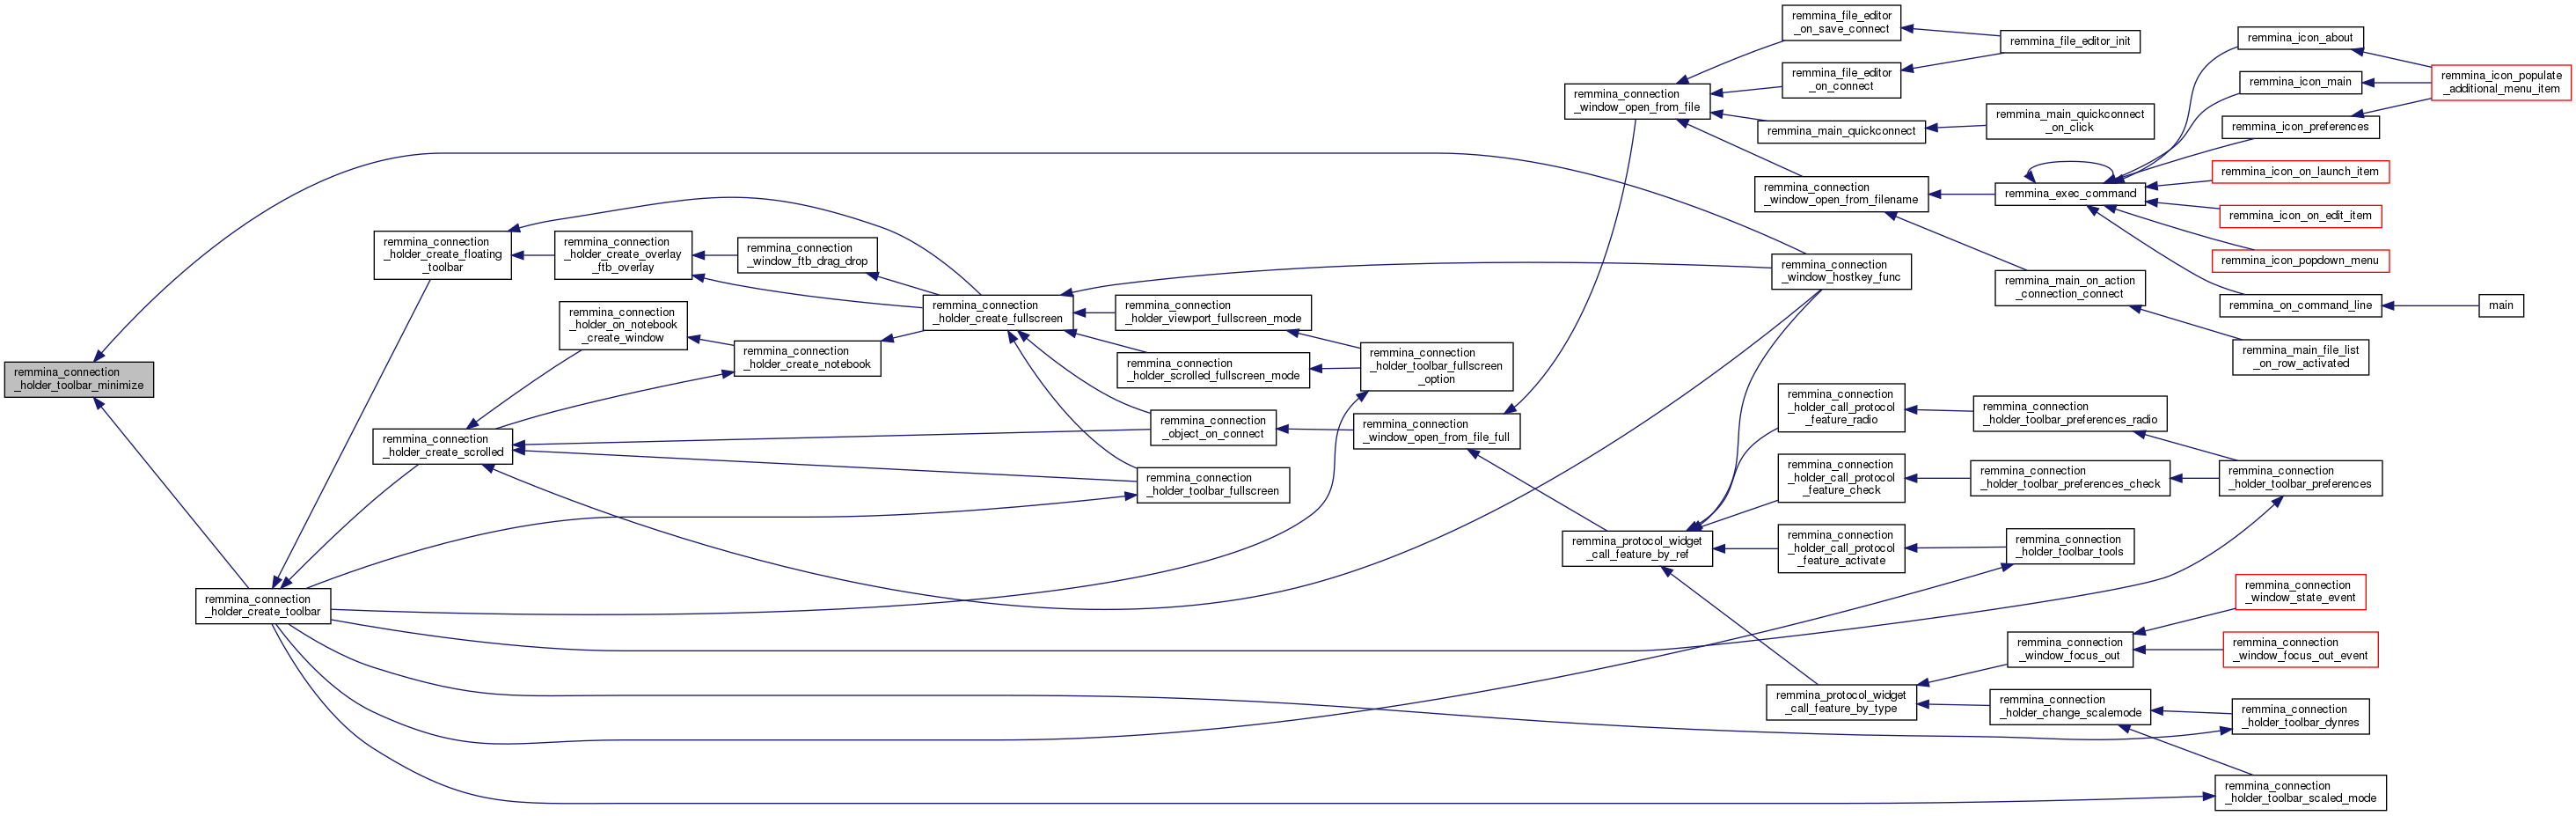 remmina_connection
_holder_toolbar_minimize
remmina_connection
_holder_create_toolbar
remmina_connection
_holder_create_floating
_toolbar
remmina_connection
_holder_create_scrolled
remmina_connection
_holder_create_overlay
_ftb_overlay
remmina_connection
_holder_on_notebook
_create_window
remmina_connection
_window_ftb_drag_drop
remmina_connection
_holder_create_notebook
remmina_connection
_holder_create_fullscreen
remmina_connection
_window_hostkey_func
remmina_connection
_holder_viewport_fullscreen_mode
remmina_connection
_holder_scrolled_fullscreen_mode
remmina_connection
_object_on_connect
remmina_connection
_holder_toolbar_fullscreen
remmina_connection
_holder_toolbar_fullscreen
_option
remmina_connection
_window_open_from_file_full
remmina_connection
_window_open_from_file
remmina_protocol_widget
_call_feature_by_ref
remmina_file_editor
_on_save_connect
remmina_file_editor
_on_connect
remmina_main_quickconnect
remmina_connection
_window_open_from_filename
remmina_connection
_holder_call_protocol
_feature_radio
remmina_connection
_holder_call_protocol
_feature_check
remmina_connection
_holder_call_protocol
_feature_activate
remmina_protocol_widget
_call_feature_by_type
remmina_file_editor_init
remmina_main_quickconnect
_on_click
remmina_exec_command
remmina_main_on_action
_connection_connect
remmina_connection
_holder_toolbar_preferences_radio
remmina_connection
_holder_toolbar_preferences_check
remmina_connection
_holder_toolbar_tools
remmina_connection
_window_focus_out
remmina_connection
_holder_change_scalemode
remmina_icon_about
remmina_icon_main
remmina_icon_preferences
remmina_icon_on_launch_item
remmina_icon_on_edit_item
remmina_icon_popdown_menu
remmina_on_command_line
remmina_main_file_list
_on_row_activated
remmina_connection
_holder_toolbar_preferences
remmina_connection
_window_state_event
remmina_connection
_window_focus_out_event
remmina_connection
_holder_toolbar_dynres
remmina_connection
_holder_toolbar_scaled_mode
remmina_icon_populate
_additional_menu_item
main